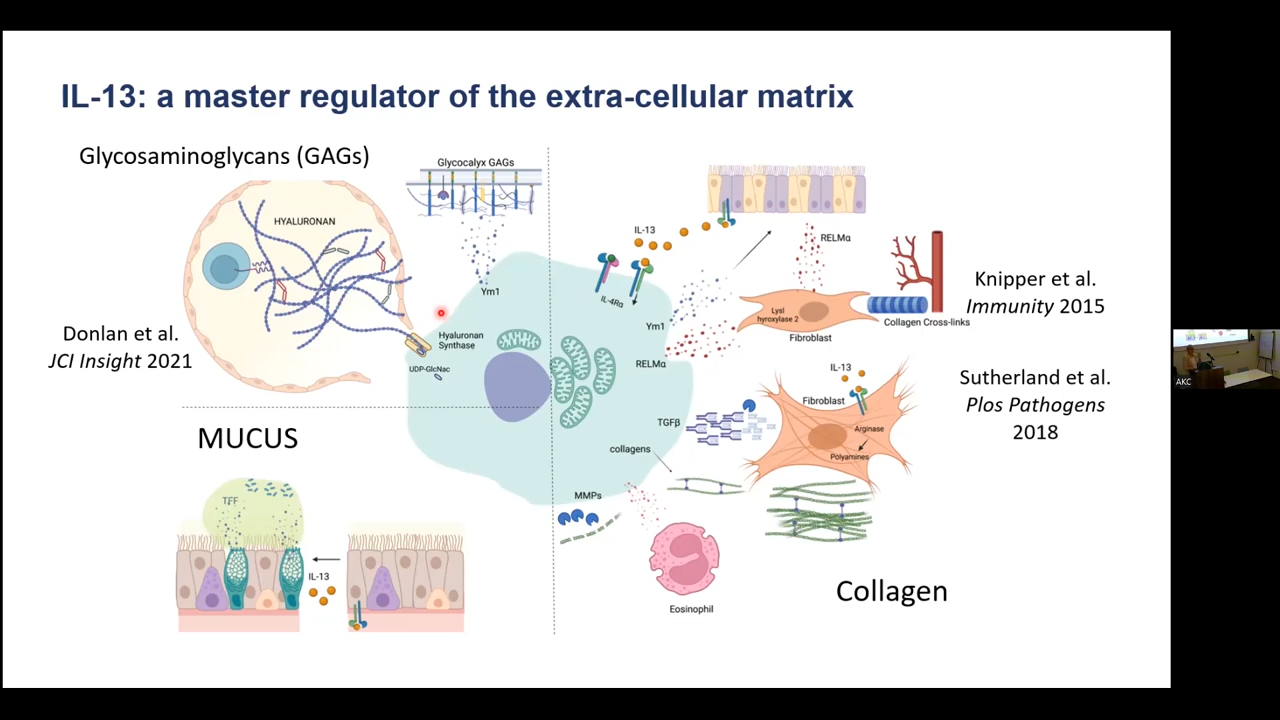 IL-13: a master regulator of the extra-cellular matrix
Glycosaminoglycans (GAGs)
Glycocalyx GAGs
HYALURONAN
Ym1
Hyaluronan
Synthase
UDP-GlcNac
Donlan et al.
JCI Insight 2021
MUCUS
TFF
IL-13
IL-13
IL-4Rα
Ym1
RELMα
TGFβ
collagens
MMPs
Eosinophil
RELMα
Lysl
hyroxylase 2
Fibroblast
Collagen Cross-links
IL-13
Fibroblast
Arginase
Polyamines
Knipper et al.
Immunity 2015
Sutherland et al.
Plos Pathogens
2018
Collagen
AKC